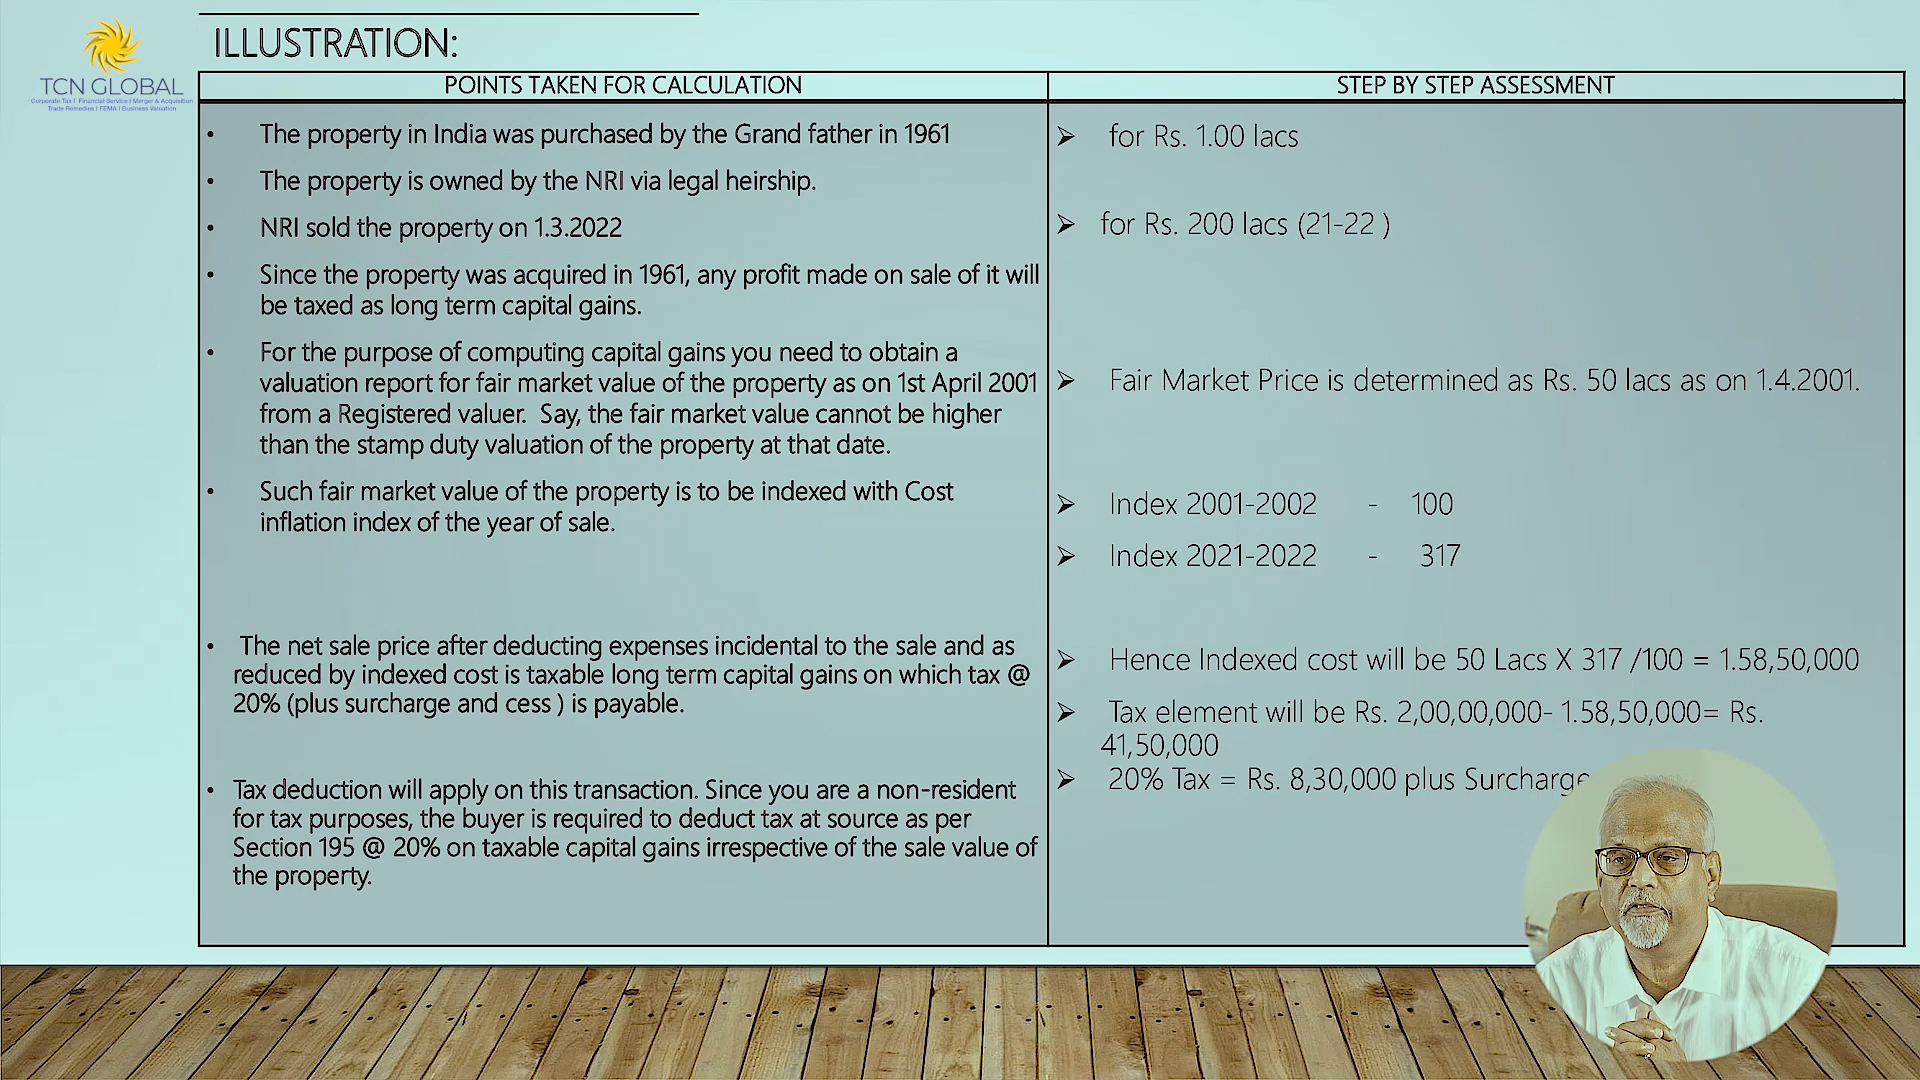 TCN GLOBAL
Corporate Tax I Financial Service I Merger & Acquisition
Trade Remedies I FEMA I Business Valuation
ILLUSTRATION:
POINTS TAKEN FOR CALCULATION
STEP BY STEP ASSESSMENT
• The property in India was purchased by the Grand father in 1961
• The property is owned by the NRI via legal heirship.
• NRI sold the property on 1.3.2022
• Since the property was acquired in 1961, any profit made on sale of it will
be taxed as long term capital gains.
• For the purpose of computing capital gains you need to obtain a
valuation report for fair market value of the property as on 1st April 2001
from a Registered valuer. Say, the fair market value cannot be higher
than the stamp duty valuation of the property at that date.
• Such fair market value of the property is to be indexed with Cost
inflation index of the year of sale.
• The net sale price after deducting expenses incidental to the sale and as
reduced by indexed cost is taxable long term capital gains on which tax @
20% (plus surcharge and cess ) is payable.
• Tax deduction will apply on this transaction. Since you are a non-resident
for tax purposes, the buyer is required to deduct tax at source as per
Section 195 @ 20% on taxable capital gains irrespective of the sale value of
the property.
➢ for Rs. 1.00 lacs
➢ for Rs. 200 lacs (21-22 )
➢ Fair Market Price is determined as Rs. 50 lacs as on 1.4.2001.
➢ Index 2001-2002 - 100
➢ Index 2021-2022 - 317
➢ Hence Indexed cost will be 50 Lacs X 317 /100 = 1.58,50,000
➢ Tax element will be Rs. 2,00,00,000- 1.58,50,000= Rs.
41,50,000
➢ 20% Tax = Rs. 8,30,000 plus Surcharge